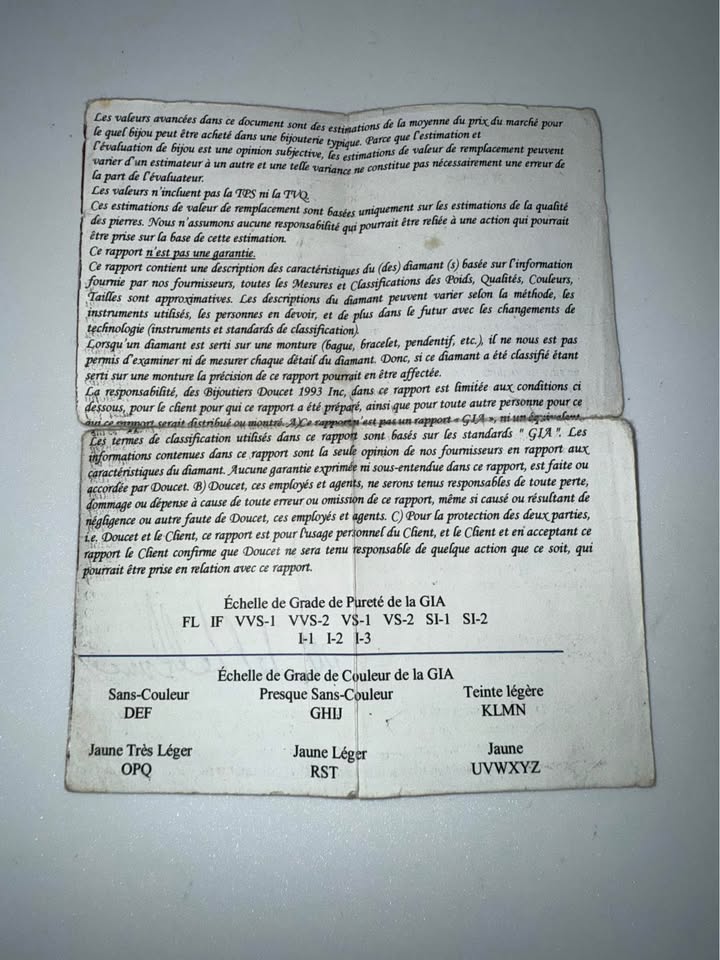 Les valeurs avancées dans ce document sont des estimations de la moyenne du prix du marché pour
le quel bijou peut être acheté dans une bijouterie typique. Parce que l'estimation et
l'évaluation de bijou est une opinion subjective, les estimations de valeur de remplacement peuvent
varier d'un estimateur à un autre et une telle variance ne constitue pas nécessairement une erreur de
la part de l'évaluateur.
Les valeurs n'incluent pas la TPS ni la TVQ
Ces estimations de valeur de remplacement sont basées uniquement sur les estimations de la qualité
des pierres. Nous n'assumons aucune responsabilité qui pourrait être reliée à une action qui pourrait
être prise sur la base de cette estimation.
Ce rapport n'est pas une garantie.
Ce rapport contient une description des caractéristiques du (des) diamant (s) basée sur l'information
fournie par nos fournisseurs, toutes les Mesures et Classifications des Poids, Qualités, Couleurs,
Tailles sont approximatives. Les descriptions du diamant peuvent varier selon la méthode, les
instruments utilisés, les personnes en devoir, et de plus dans le futur avec les changements de
technologie (instruments et standards de classification).
Lorsqu'un diamant est serti sur une monture (bague, bracelet, pendentif, etc.), il ne nous est pas
permis d'examiner ni de mesurer chaque détail du diamant. Donc, si ce diamant a été classifié étant
serti sur une monture la précision de ce rapport pourrait en être affectée.
La responsabilité, des Bijoutiers Doucet 1993 Inc, dans ce rapport est limitée aux conditions ci
dessous, pour le client pour qui ce rapport a été préparé, ainsi que pour toute autre personne pour ce
qui ce rapport serait distribué ou montré. A) Ce rapport n'est pas un rapport « GIA », ni un équivalent.
Les termes de classification utilisés dans ce rapport sont basés sur les standards " GIA ". Les
informations contenues dans ce rapport sont la seule opinion de nos fournisseurs en rapport aux
caractéristiques du diamant. Aucune garantie exprimée ni sous-entendue dans ce rapport, est faite ou
accordée par Doucet. B) Doucet, ces employés et agents, ne serons tenus responsables de toute perte,
dommage ou dépense à cause de toute erreur ou omission de ce rapport, même si causé ou résultant de
négligence ou autre faute de Doucet, ces employés et agents. C) Pour la protection des deux parties,
i.e. Doucet et le Client, ce rapport est pour l'usage personnel du Client, et le Client et en acceptant ce
rapport le Client confirme que Doucet ne sera tenu responsable de quelque action que ce soit, qui
pourrait être prise en relation avec ce rapport.
Échelle de Grade de Pureté de la GIA
FL IF VVS-1 VVS-2 VS-1 VS-2 SI-1 SI-2
I-1 I-2 I-3
Échelle de Grade de Couleur de la GIA
Sans-Couleur Presque Sans-Couleur Teinte légère
DEF GHIJ KLMN
Jaune Très Léger Jaune Léger Jaune
OPQ RST UVWXYZ